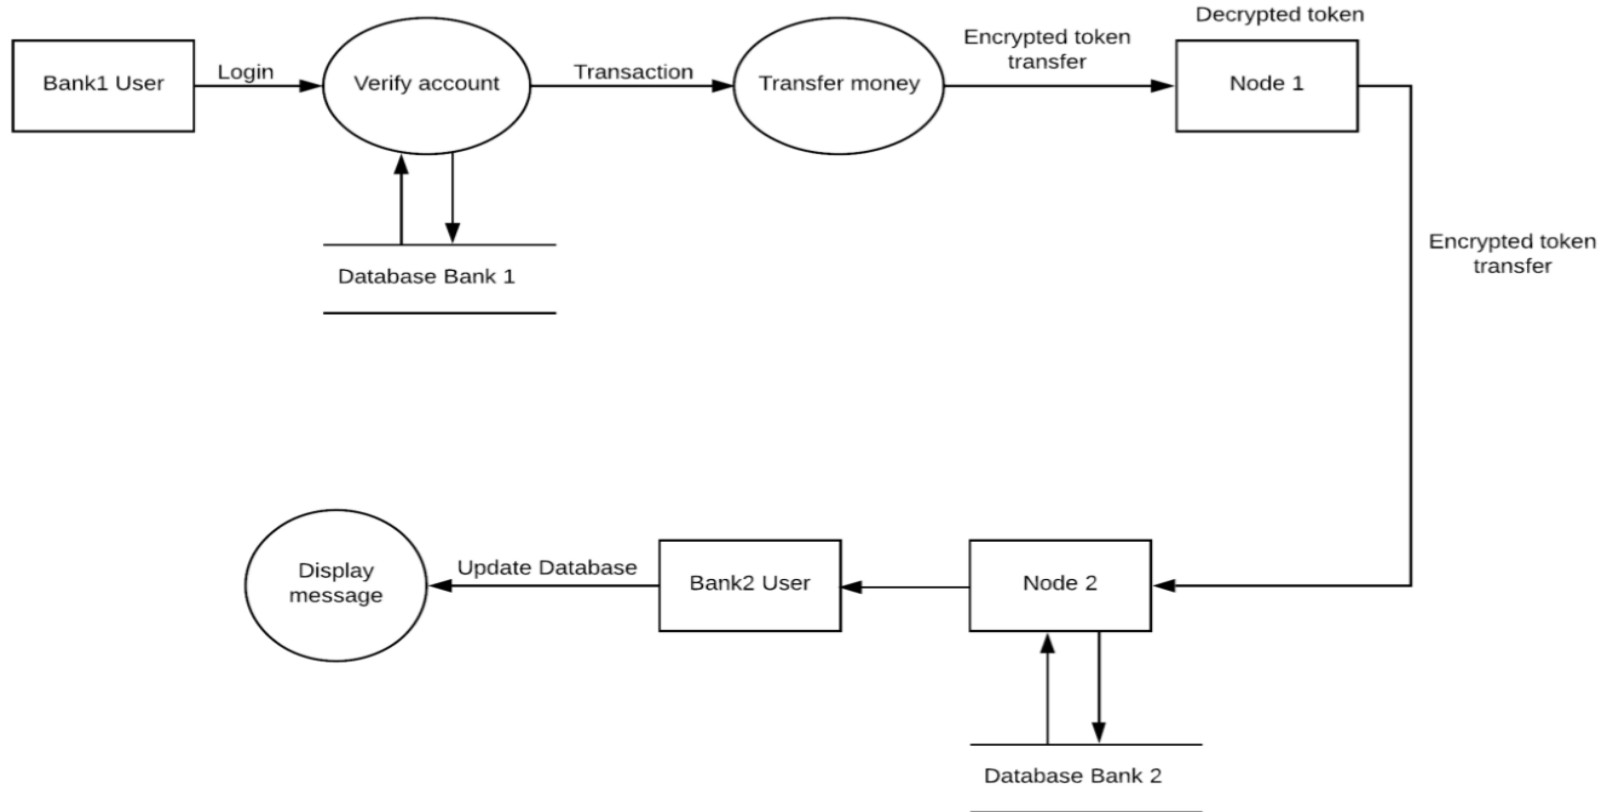 Decrypted token
Encrypted token
transfer
Bank1 User
Login
Verify account
Transaction
Transfer money
Node 1
Encrypted token
transfer
Database Bank 1
Display
message
Update Database
Bank2 User
Node 2
Database Bank 2